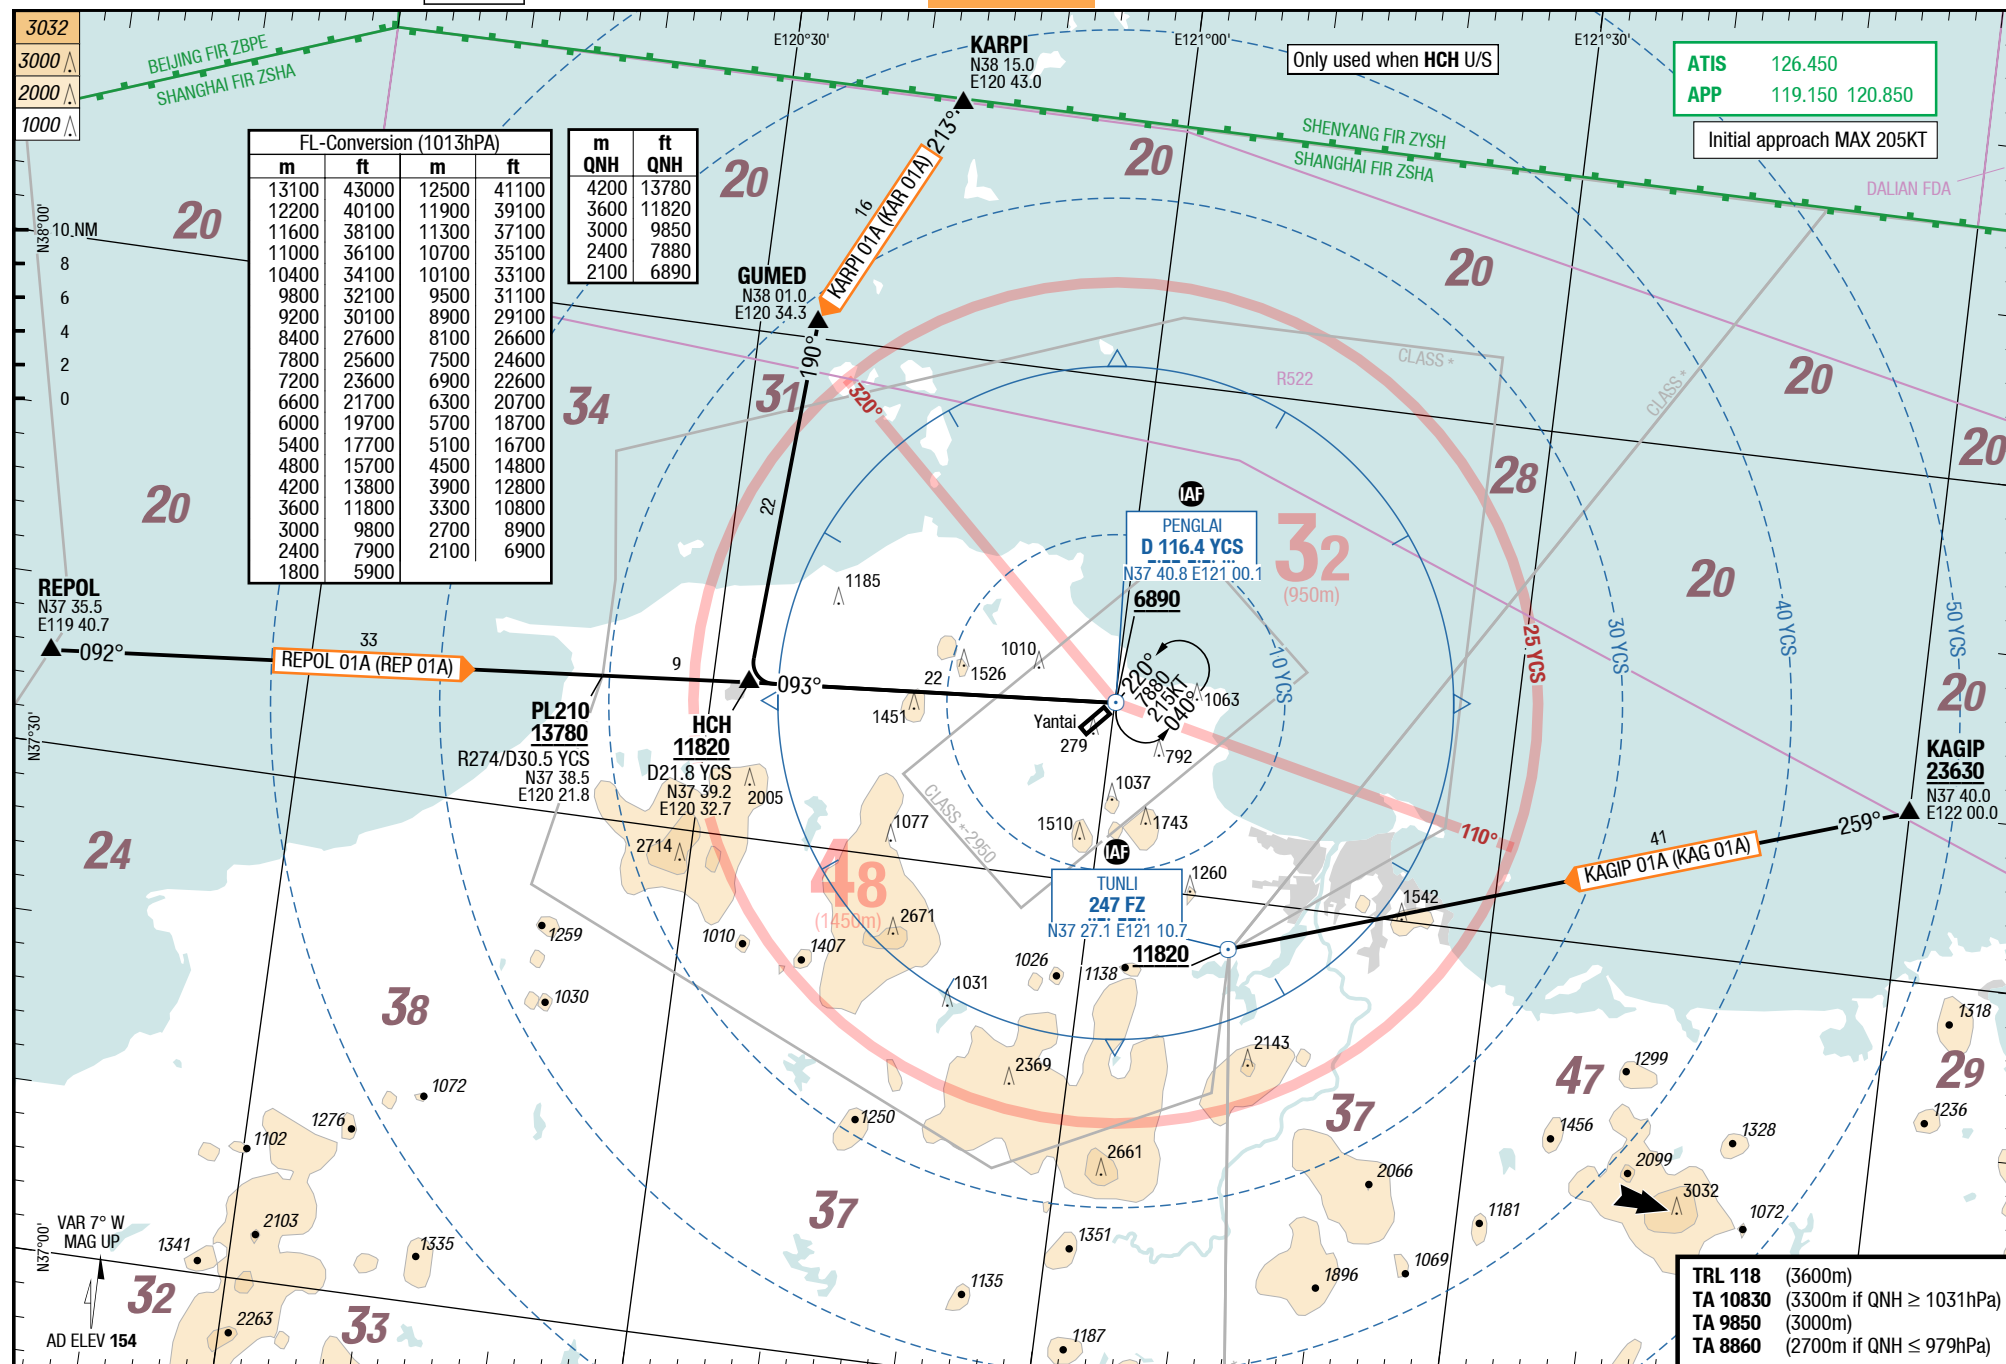 3032
3000
2000
1000
BEIJING FIR ZBPE
SHANGHAI FIR ZSHA
E120°30'
KARPI
N38 15.0
E120 43.0
E121°00'
Only used when HCH U/S
E121°30'
ATIS 126.450
APP 119.150 120.850
Initial approach MAX 205KT
SHENYANG FIR ZYSH
SHANGHAI FIR ZSHA
DALIAN FDA
FL-Conversion (1013hPA)
m ft m ft
13100 43000 12500 41100
12200 40100 11900 39100
11600 38100 11300 37100
11000 36100 10700 35100
10400 34100 10100 33100
9800 32100 9500 31100
9200 30100 8900 29100
8400 27600 8100 26600
7800 25600 7500 24600
7200 23600 6900 22600
6600 21700 6300 20700
6000 19700 5700 18700
5400 17700 5100 16700
4800 15700 4500 14800
4200 13800 3900 12800
3600 11800 3300 10800
3000 9800 2700 8900
2400 7900 2100 6900
1800 5900
m ft
QNH QNH
4200 13780
3600 11820
3000 9850
2400 7880
2100 6890
213°
16
KARPI 01A (KAR 01A)
20
20
20
20
N38°00'
10 NM
8
6
4
2
0
GUMED
N38 01.0
E120 34.3
190°
22
34
31
320°
R522
CLASS *
CLASS *
20
20
28
20
IAF
PENGLAI
D 116.4 YCS
N37 40.8 E121 00.1
6890
32
(950m)
20
REPOL
N37 35.5
E119 40.7
092°
33
REPOL 01A (REP 01A)
9
093°
22
1185
1010
1526
1451
220°
7880
215KT
040°
1063
10 YCS
25 YCS
30 YCS
40 YCS
50 YCS
20
N37°30'
PL210
13780
R274/D30.5 YCS
N37 38.5
E120 21.8
HCH
11820
D21.8 YCS
N37 39.2
E120 32.7
2005
Yantai
279
792
1037
1510
1743
KAGIP
23630
N37 40.0
E122 00.0
259°
41
KAGIP 01A (KAG 01A)
110°
24
2714
1077
CLASS *-2950
48
(1450m)
2671
IAF
TUNLI
247 FZ
N37 27.1 E121 10.7
11820
1260
1542
1259
1010
1407
1026
1138
1030
1031
38
1318
29
1236
2369
2143
47
1299
37
1456
1328
1072
1276
1102
1250
2661
2066
2099
3032
1072
37
1181
VAR 7° W
MAG UP
N37°00'
2103
1341
1335
1351
1069
1896
1135
32
2263
33
1187
AD ELEV 154
TRL 118 (3600m)
TA 10830 (3300m if QNH ≥ 1031hPa)
TA 9850 (3000m)
TA 8860 (2700m if QNH ≤ 979hPa)